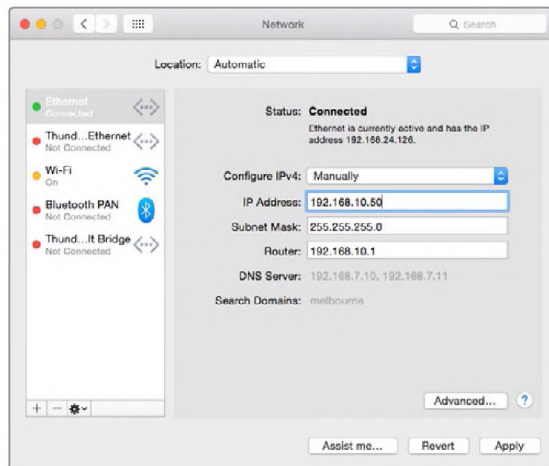 Network
Search
Location: Automatic
Ethernet
Connected
Thund...Ethernet
Not Connected
Wi-Fi
On
Bluetooth PAN
Not Connected
Thund...lt Bridge
Not Connected
Status: Connected
Ethernet is currently active and has the IP
address 192.168.24.126.
Configure IPv4: Manually
IP Address: 192.168.10.50
Subnet Mask: 255.255.255.0
Router: 192.168.10.1
DNS Server: 192.168.7.10, 192.168.7.11
Search Domains: melbourne
Advanced... ?
Assist me... Revert Apply